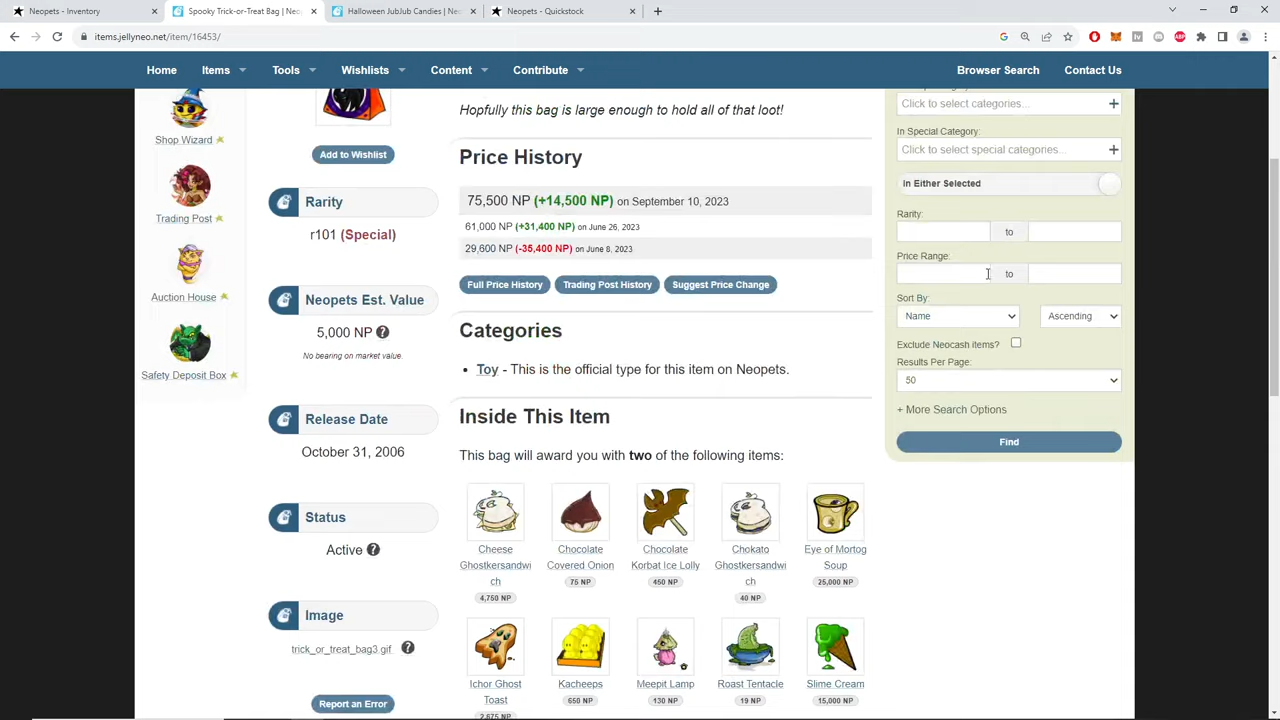 Neopets - Inventory
Spooky Trick-or-Treat Bag | Neop
Halloween JubJub Candies | Neo
Neopets - Quickstock
items.jellyneo.net/item/16453/
Home
Items
Tools
Wishlists
Content
Contribute
Browser Search
Contact Us
Shop Wizard
Trading Post
Auction House
Safety Deposit Box
Add to Wishlist
Rarity
r101 (Special)
Neopets Est. Value
5,000 NP
No bearing on market value.
Release Date
October 31, 2006
Status
Active
Image
trick_or_treat_bag3.gif
Report an Error
Hopefully this bag is large enough to hold all of that loot!
Price History
75,500 NP (+14,500 NP) on September 10, 2023
61,000 NP (+31,400 NP) on June 26, 2023
29,600 NP (-35,400 NP) on June 8, 2023
Full Price History
Trading Post History
Suggest Price Change
Categories
• Toy - This is the official type for this item on Neopets.
Inside This Item
This bag will award you with two of the following items:
Cheese
Ghostkersandwi
ch
4,750 NP
Chocolate
Covered Onion
75 NP
Chocolate
Korbat Ice Lolly
450 NP
Chokato
Ghostkersandwi
ch
40 NP
Eye of Mortog
Soup
25,000 NP
Ichor Ghost
Toast
2,675 NP
Kacheeps
650 NP
Meepit Lamp
130 NP
Roast Tentacle
19 NP
Slime Cream
15,000 NP
Click to select categories...
In Special Category:
Click to select special categories...
In Either Selected
Rarity:
to
Price Range:
to
Sort By:
Name
Ascending
Exclude Neocash items?
Results Per Page:
50
+ More Search Options
Find